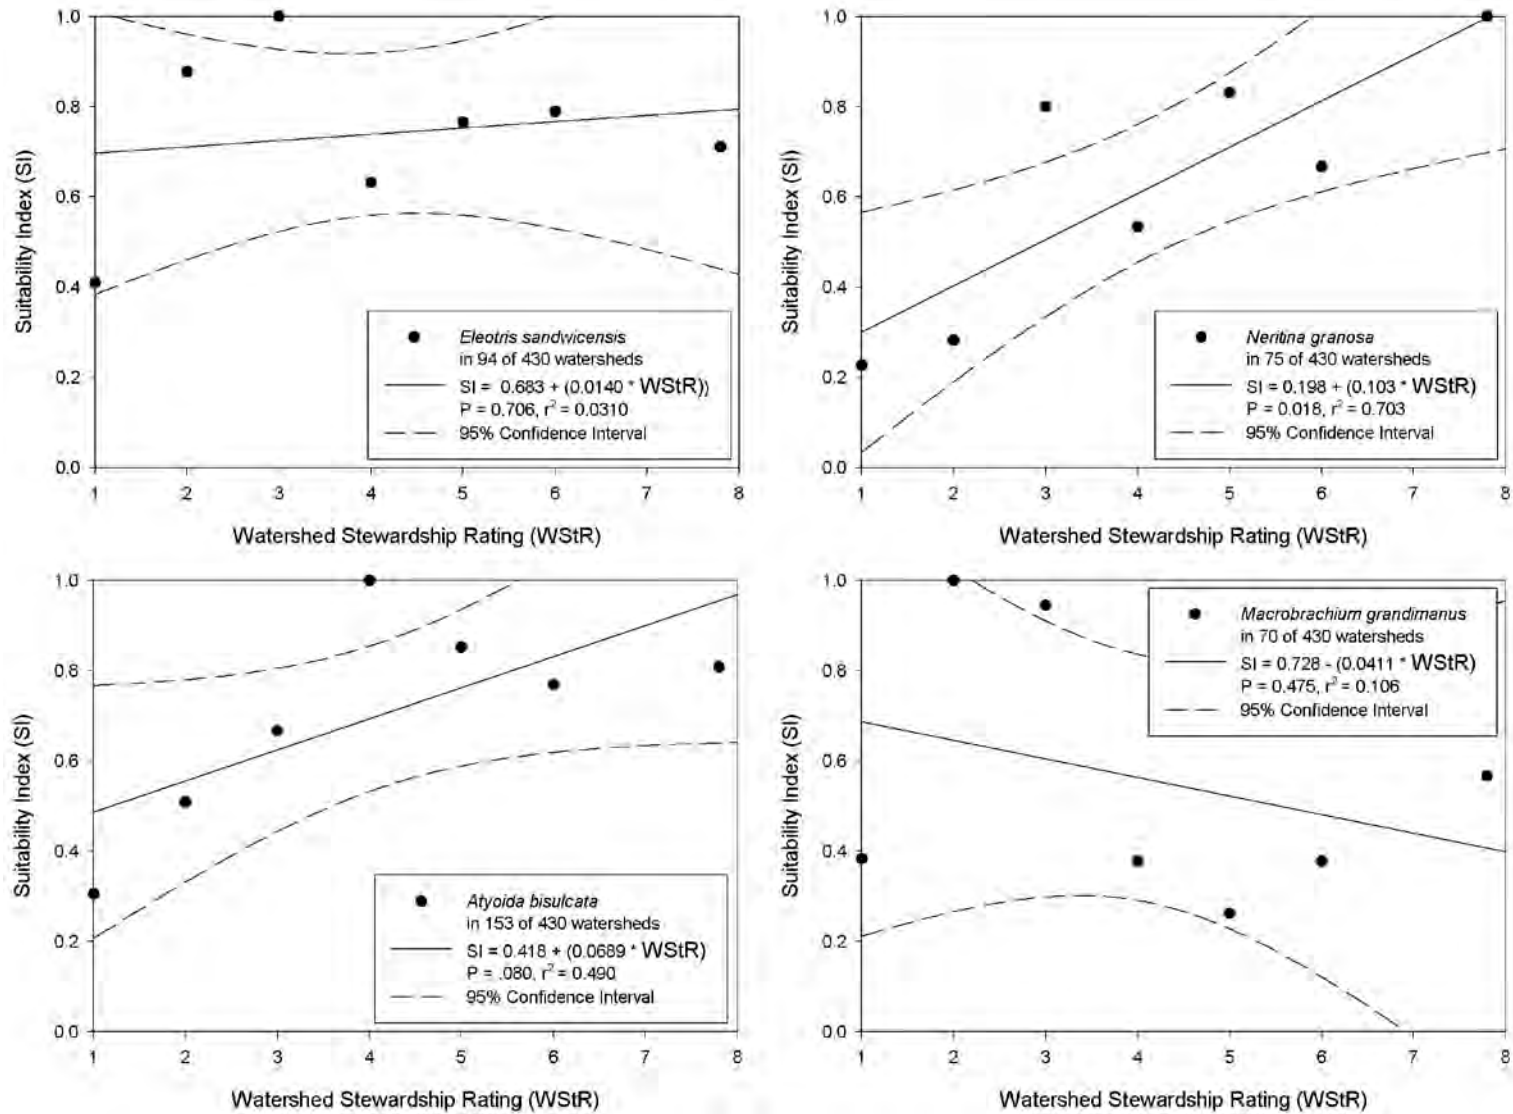 1.0
0.8
0.6
0.4
0.2
0.0
Suitability Index (SI)
Eleotris sandwicensis
in 94 of 430 watersheds
SI = 0.683 + (0.0140 * WStR))
P = 0.706, r² = 0.0310
95% Confidence Interval
1 2 3 4 5 6 7 8
Watershed Stewardship Rating (WStR)
1.0
0.8
0.6
0.4
0.2
0.0
Suitability Index (SI)
Neritina granosa
in 75 of 430 watersheds
SI = 0.198 + (0.103 * WStR)
P = 0.018, r² = 0.703
95% Confidence Interval
1 2 3 4 5 6 7 8
Watershed Stewardship Rating (WStR)
1.0
0.8
0.6
0.4
0.2
0.0
Suitability Index (SI)
Atyoida bisulcata
in 153 of 430 watersheds
SI = 0.418 + (0.0689 * WStR)
P = .080, r² = 0.490
95% Confidence Interval
1 2 3 4 5 6 7 8
Watershed Stewardship Rating (WStR)
1.0
0.8
0.6
0.4
0.2
0.0
Suitability Index (SI)
Macrobrachium grandimanus
in 70 of 430 watersheds
SI = 0.728 - (0.0411 * WStR)
P = 0.475, r² = 0.106
95% Confidence Interval
1 2 3 4 5 6 7 8
Watershed Stewardship Rating (WStR)